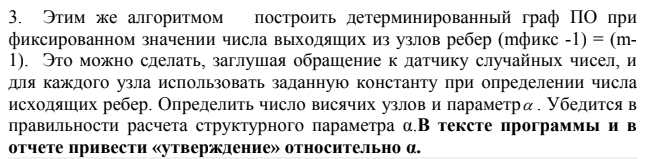 3. Этим же алгоритмом построить детерминированный граф ПО при
фиксированном значении числа выходящих из узлов ребер (mфикс -1) = (m-
1). Это можно сделать, заглушая обращение к датчику случайных чисел, и
для каждого узла использовать заданную константу при определении числа
исходящих ребер. Определить число висячих узлов и параметр α . Убедится в
правильности расчета структурного параметра α.В тексте программы и в
отчете привести «утверждение» относительно α.